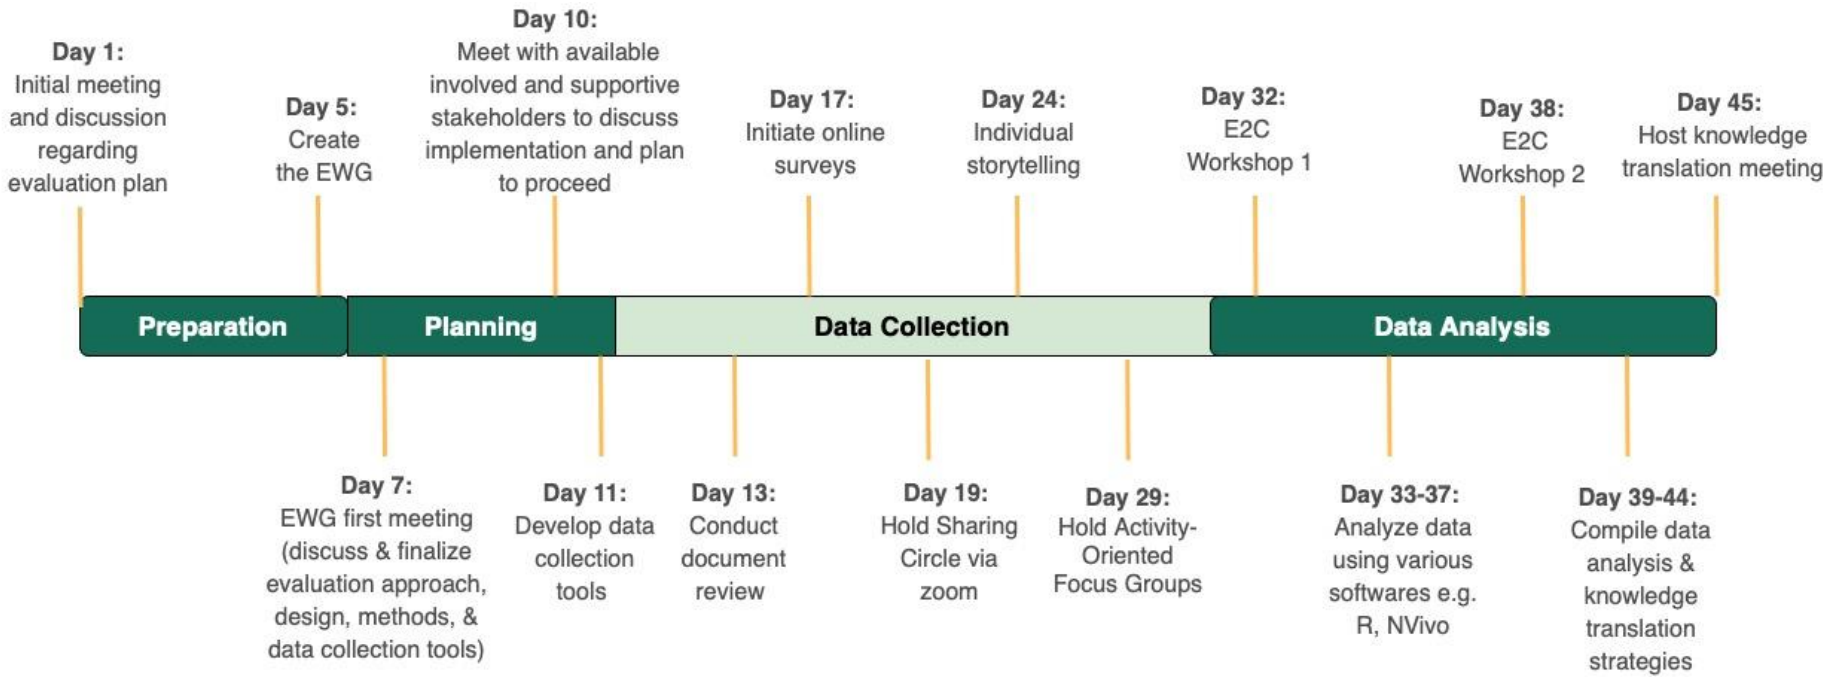 Day 1:
Initial meeting
and discussion
regarding
evaluation plan
Day 5:
Create
the EWG
Day 10:
Meet with available
involved and supportive
stakeholders to discuss
implementation and plan
to proceed
Day 17:
Initiate online
surveys
Day 24:
Individual
storytelling
Day 32:
E2C
Workshop 1
Day 38:
E2C
Workshop 2
Day 45:
Host knowledge
translation meeting
Preparation
Planning
Data Collection
Data Analysis
Day 7:
EWG first meeting
(discuss & finalize
evaluation approach,
design, methods, &
data collection tools)
Day 11:
Develop data
collection
tools
Day 13:
Conduct
document
review
Day 19:
Hold Sharing
Circle via
zoom
Day 29:
Hold Activity-
Oriented
Focus Groups
Day 33-37:
Analyze data
using various
softwares e.g.
R, NVivo
Day 39-44:
Compile data
analysis &
knowledge
translation
strategies